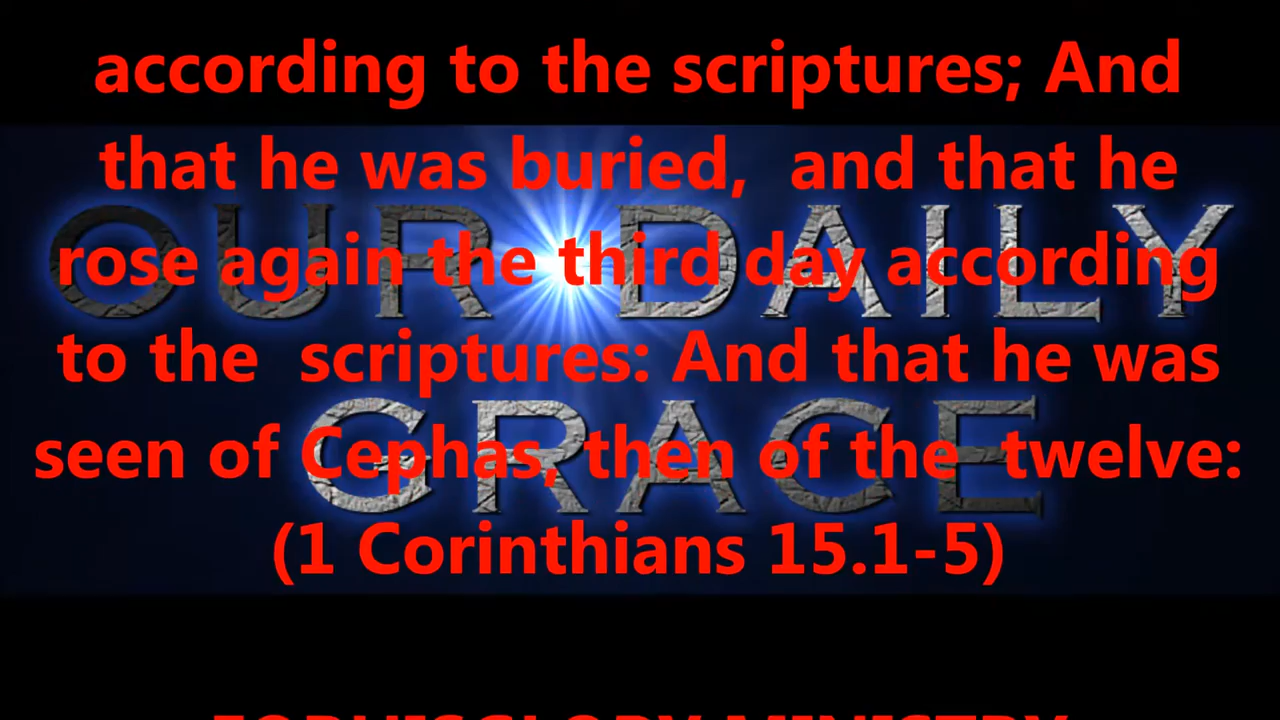 according to the scriptures; And
that he was buried,  and that he
OUR DAILY
rose again the third day according
to the  scriptures: And that he was
GRACE
seen of Cephas, then of the  twelve:
(1 Corinthians 15.1-5)